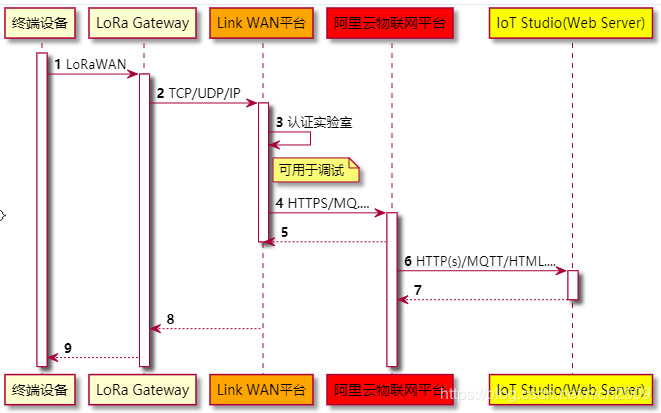 终端设备
LoRa Gateway
Link WAN平台
阿里云物联网平台
IoT Studio(Web Server)
1 LoRaWAN
2 TCP/UDP/IP
3 认证实验室
可用于调试
4 HTTPS/MQ....
5
6 HTTP(s)/MQTT/HTML....
7
8
9
终端设备
LoRa Gateway
Link WAN平台
阿里云物联网平台
IoT Studio(Web Server)